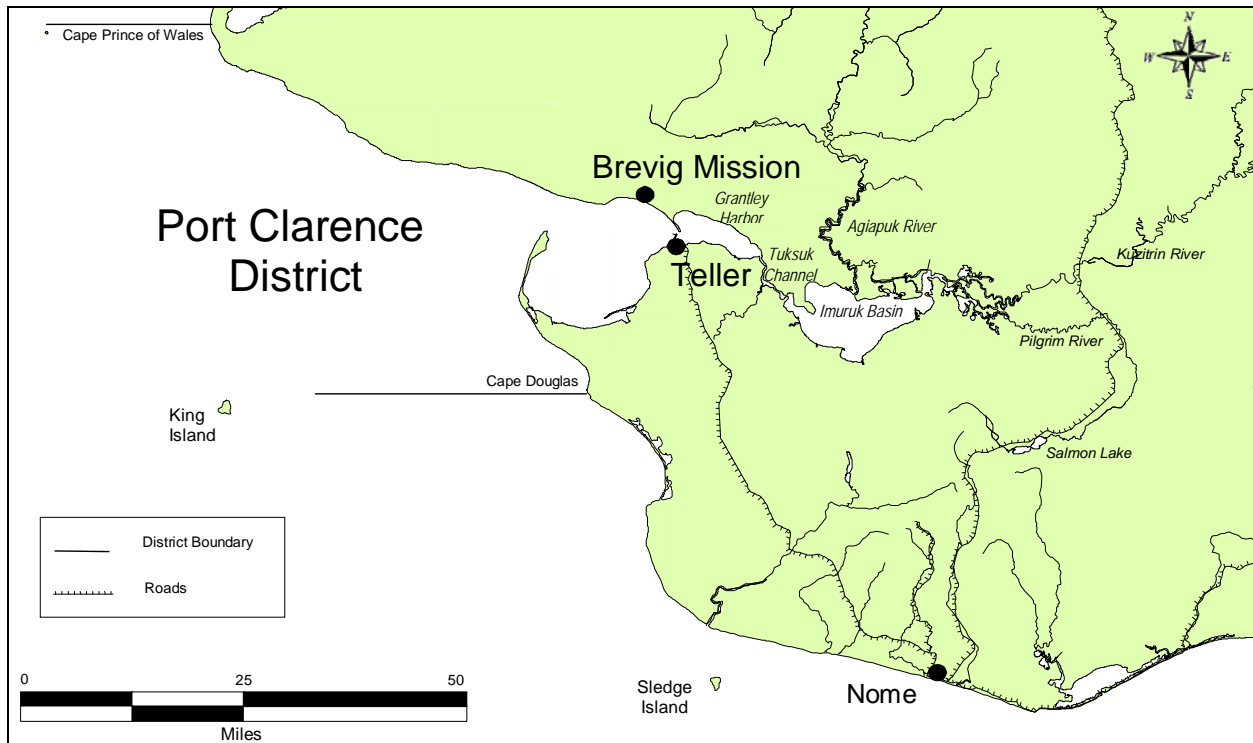 N
W
E
S
Cape Prince of Wales
Brevig Mission
Grantley
Harbor
Port Clarence
District
Agiapuk River
Kuzitrin River
Tuksuk
Channel
Teller
Imuruk Basin
Pilgrim River
Cape Douglas
King
Island
Salmon Lake
District Boundary
Roads
0
25
50
Miles
Sledge
Island
Nome